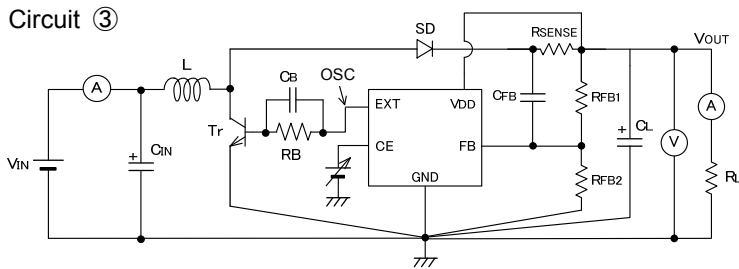 Circuit ③
SD
RSENSE
VOUT
L
A
CB
OSC
EXT
VDD
CFB
RFB1
A
Tr
RB
CE
FB
CL
V
VIN
CIN
GND
RFB2
RL
+
+